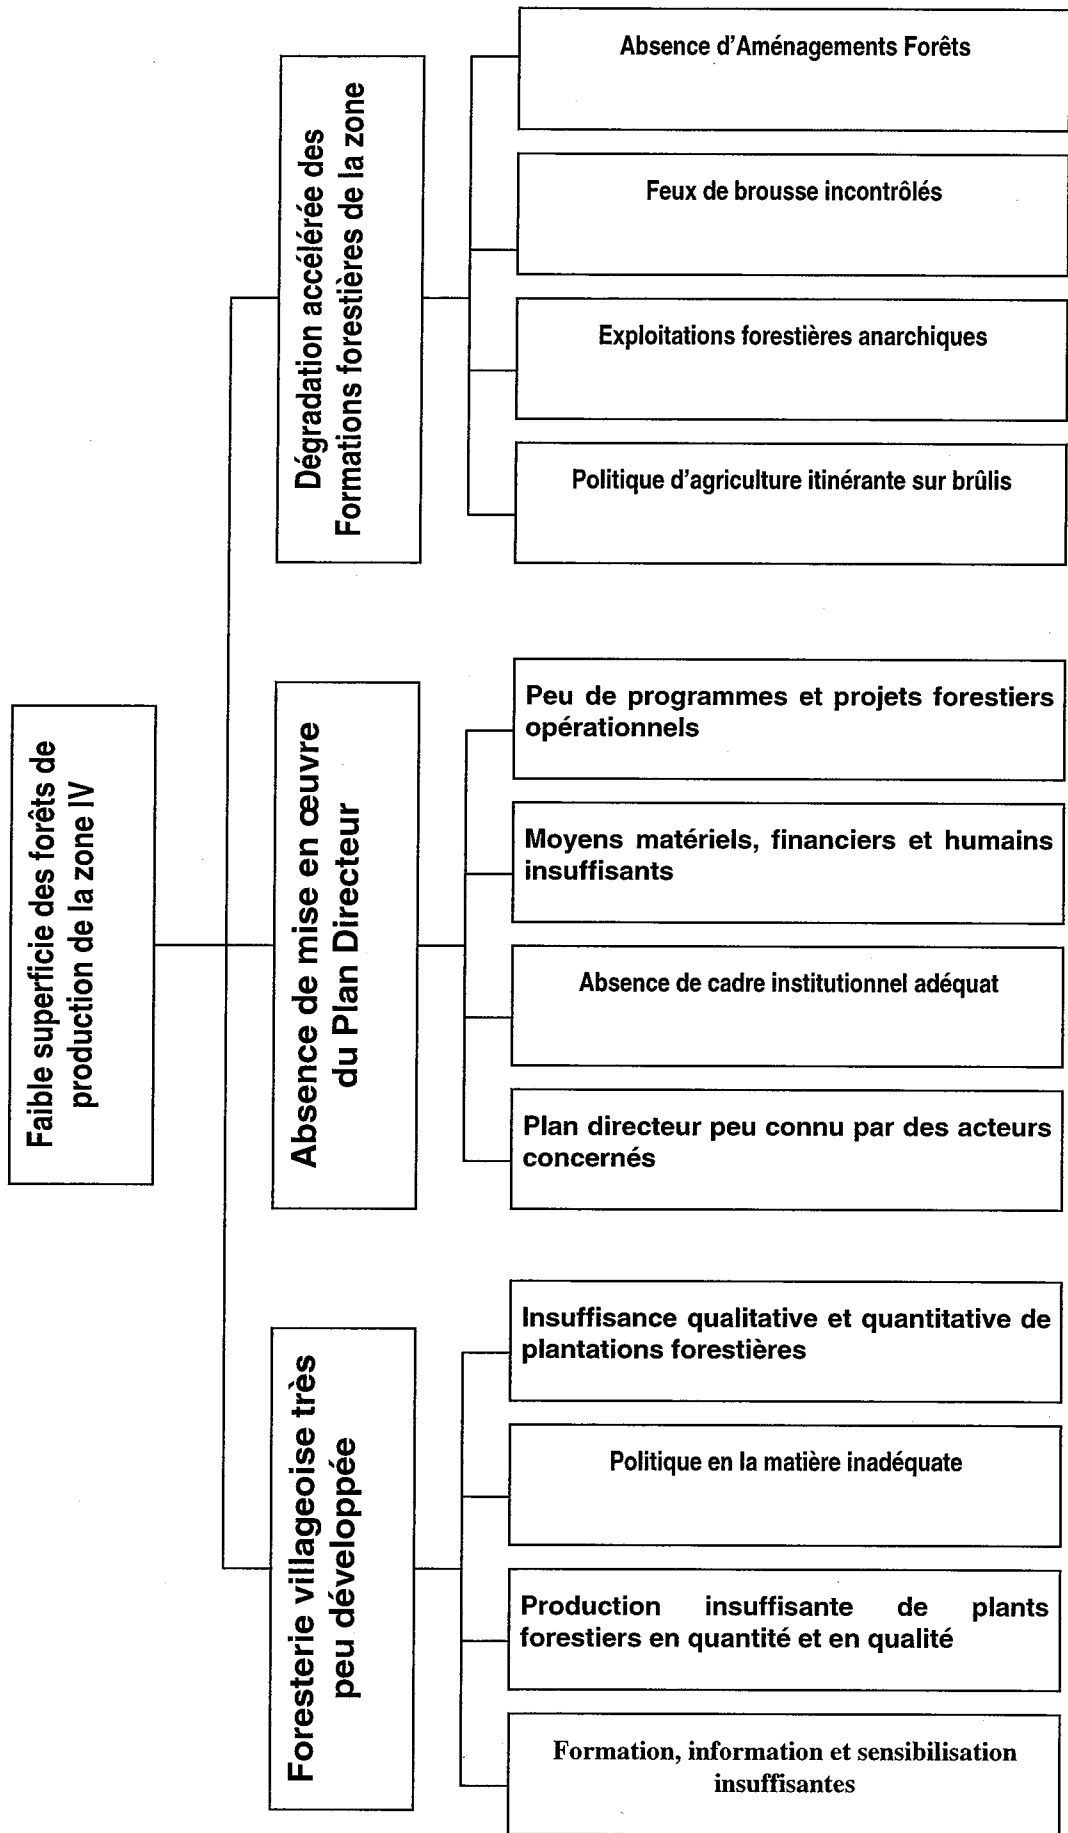 Faible superficie des forêts de
production de la zone IV
Dégradation accélérée des
Formations forestières de la zone
Absence d'Aménagements Forêts
Feux de brousse incontrôlés
Exploitations forestières anarchiques
Politique d'agriculture itinérante sur brûlis
Absence de mise en œuvre
du Plan Directeur
Peu de programmes et projets forestiers
opérationnels
Moyens matériels, financiers et humains
insuffisants
Absence de cadre institutionnel adéquat
Plan directeur peu connu par des acteurs
concernés
Foresterie villageoise très
peu développée
Insuffisance qualitative et quantitative de
plantations forestières
Politique en la matière inadéquate
Production insuffisante de plants
forestiers en quantité et en qualité
Formation, information et sensibilisation
insuffisantes